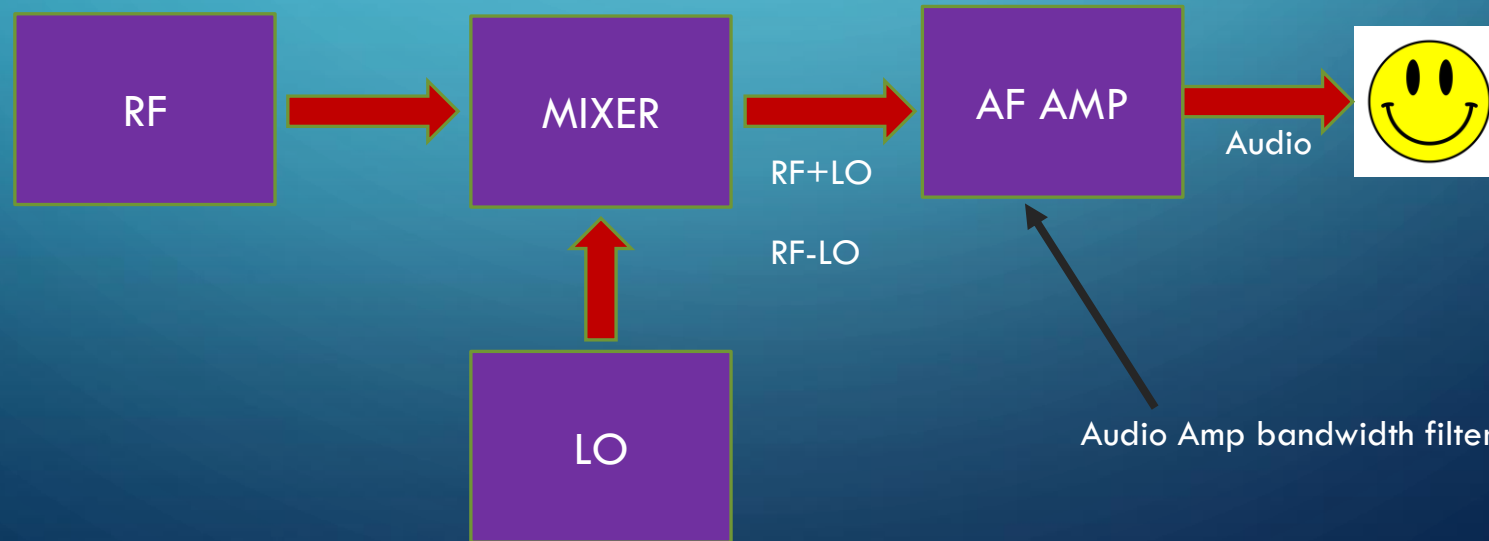 RF
MIXER
AF AMP
Audio
RF+LO
RF-LO
LO
Audio Amp bandwidth filter